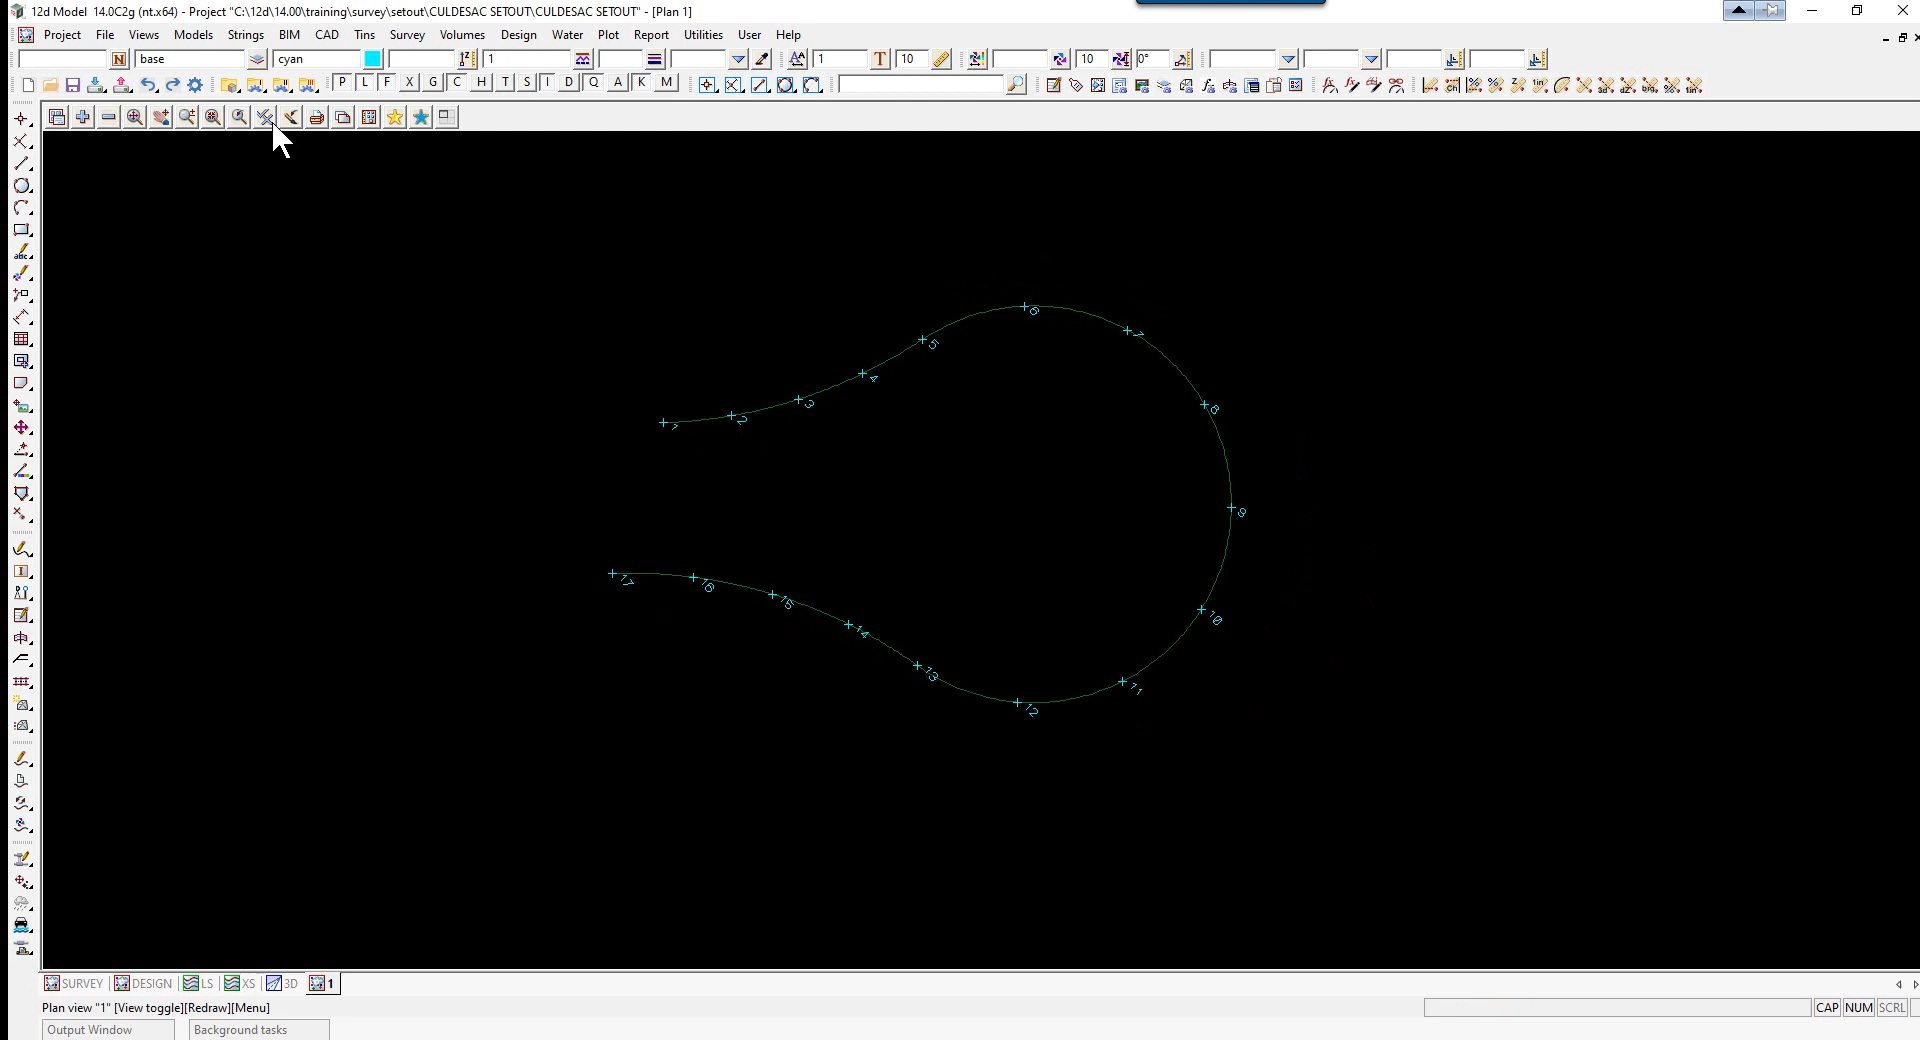 12d Model 14.0C2g (nt.x64) - Project "C:\12d\14.00\training\survey\setout\CULDESAC SETOUT\CULDESAC SETOUT" - [Plan 1]
Project File Views Models Strings BIM CAD Tins Survey Volumes Design Water Plot Report Utilities User Help
N base cyan 1 1 T 10 10 0°
P L F X G C H T S I D Q A K M
abc
6
7
5
4
8
3
2
1
9
17
16
15
10
14
13
11
12
SURVEY DESIGN LS XS 3D 1
Plan view "1" [View toggle][Redraw][Menu] CAP NUM SCRL
Output Window Background tasks